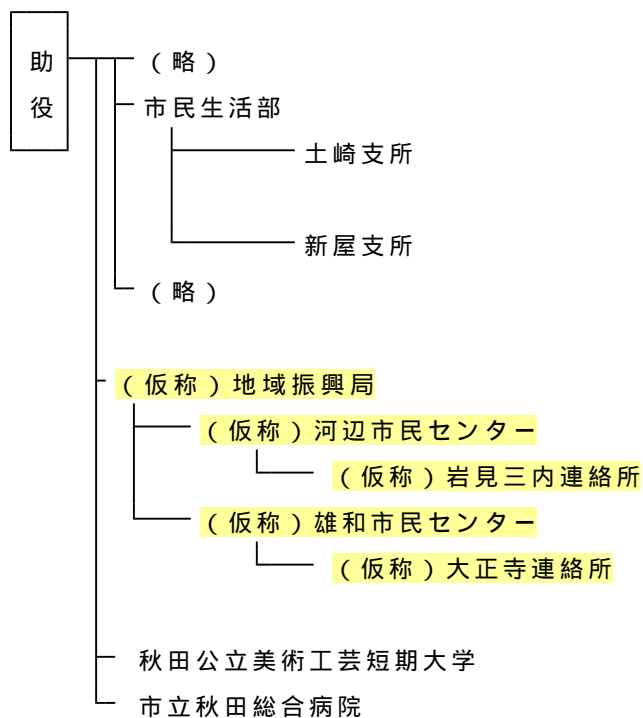 助役
（略）
市民生活部
土崎支所
新屋支所
（略）
（仮称）地域振興局
（仮称）河辺市民センター
（仮称）岩見三内連絡所
（仮称）雄和市民センター
（仮称）大正寺連絡所
秋田公立美術工芸短期大学
市立秋田総合病院